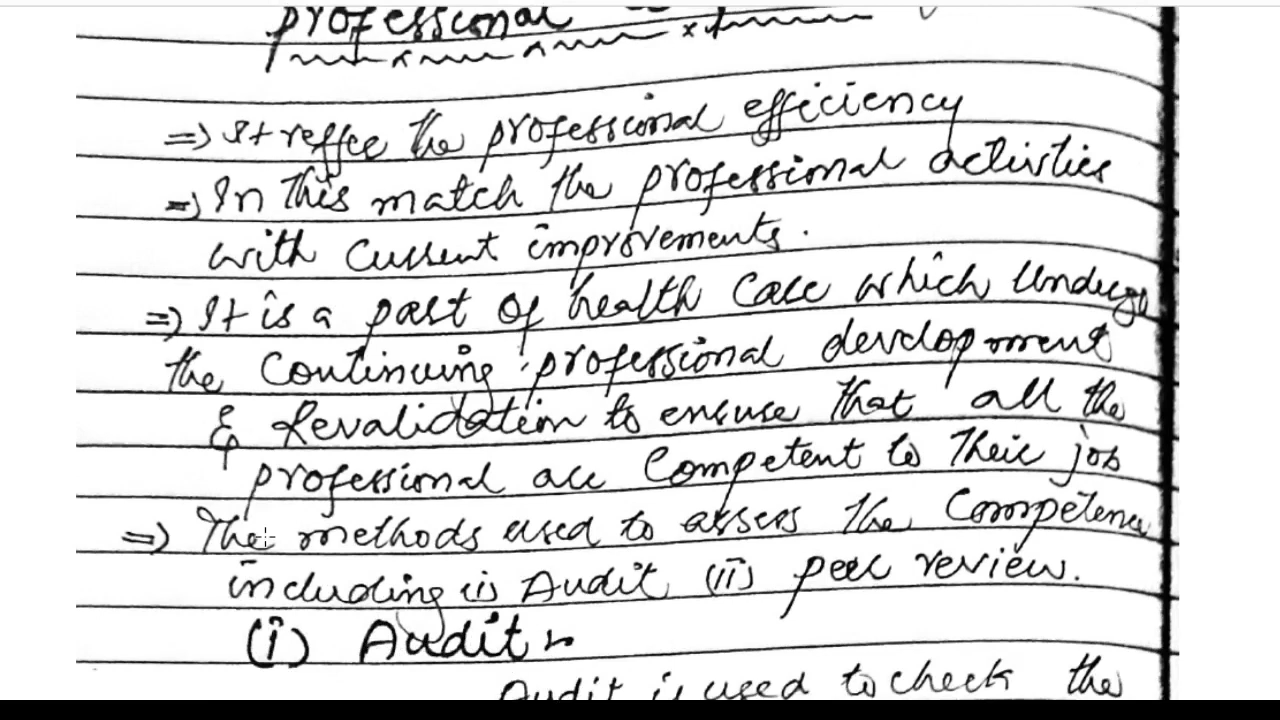 professional
=> It reffer the professional efficiency
=> In this match the professional activities
with current improvements.
=> It is a part of health care which undergo
the continuing professional development
& Revalidation to ensure that all the
professional are competent to their job
=> The methods used to assess the competence
including (i) Audit (ii) peer review.
(i) Audit :-
Audit is used to check the